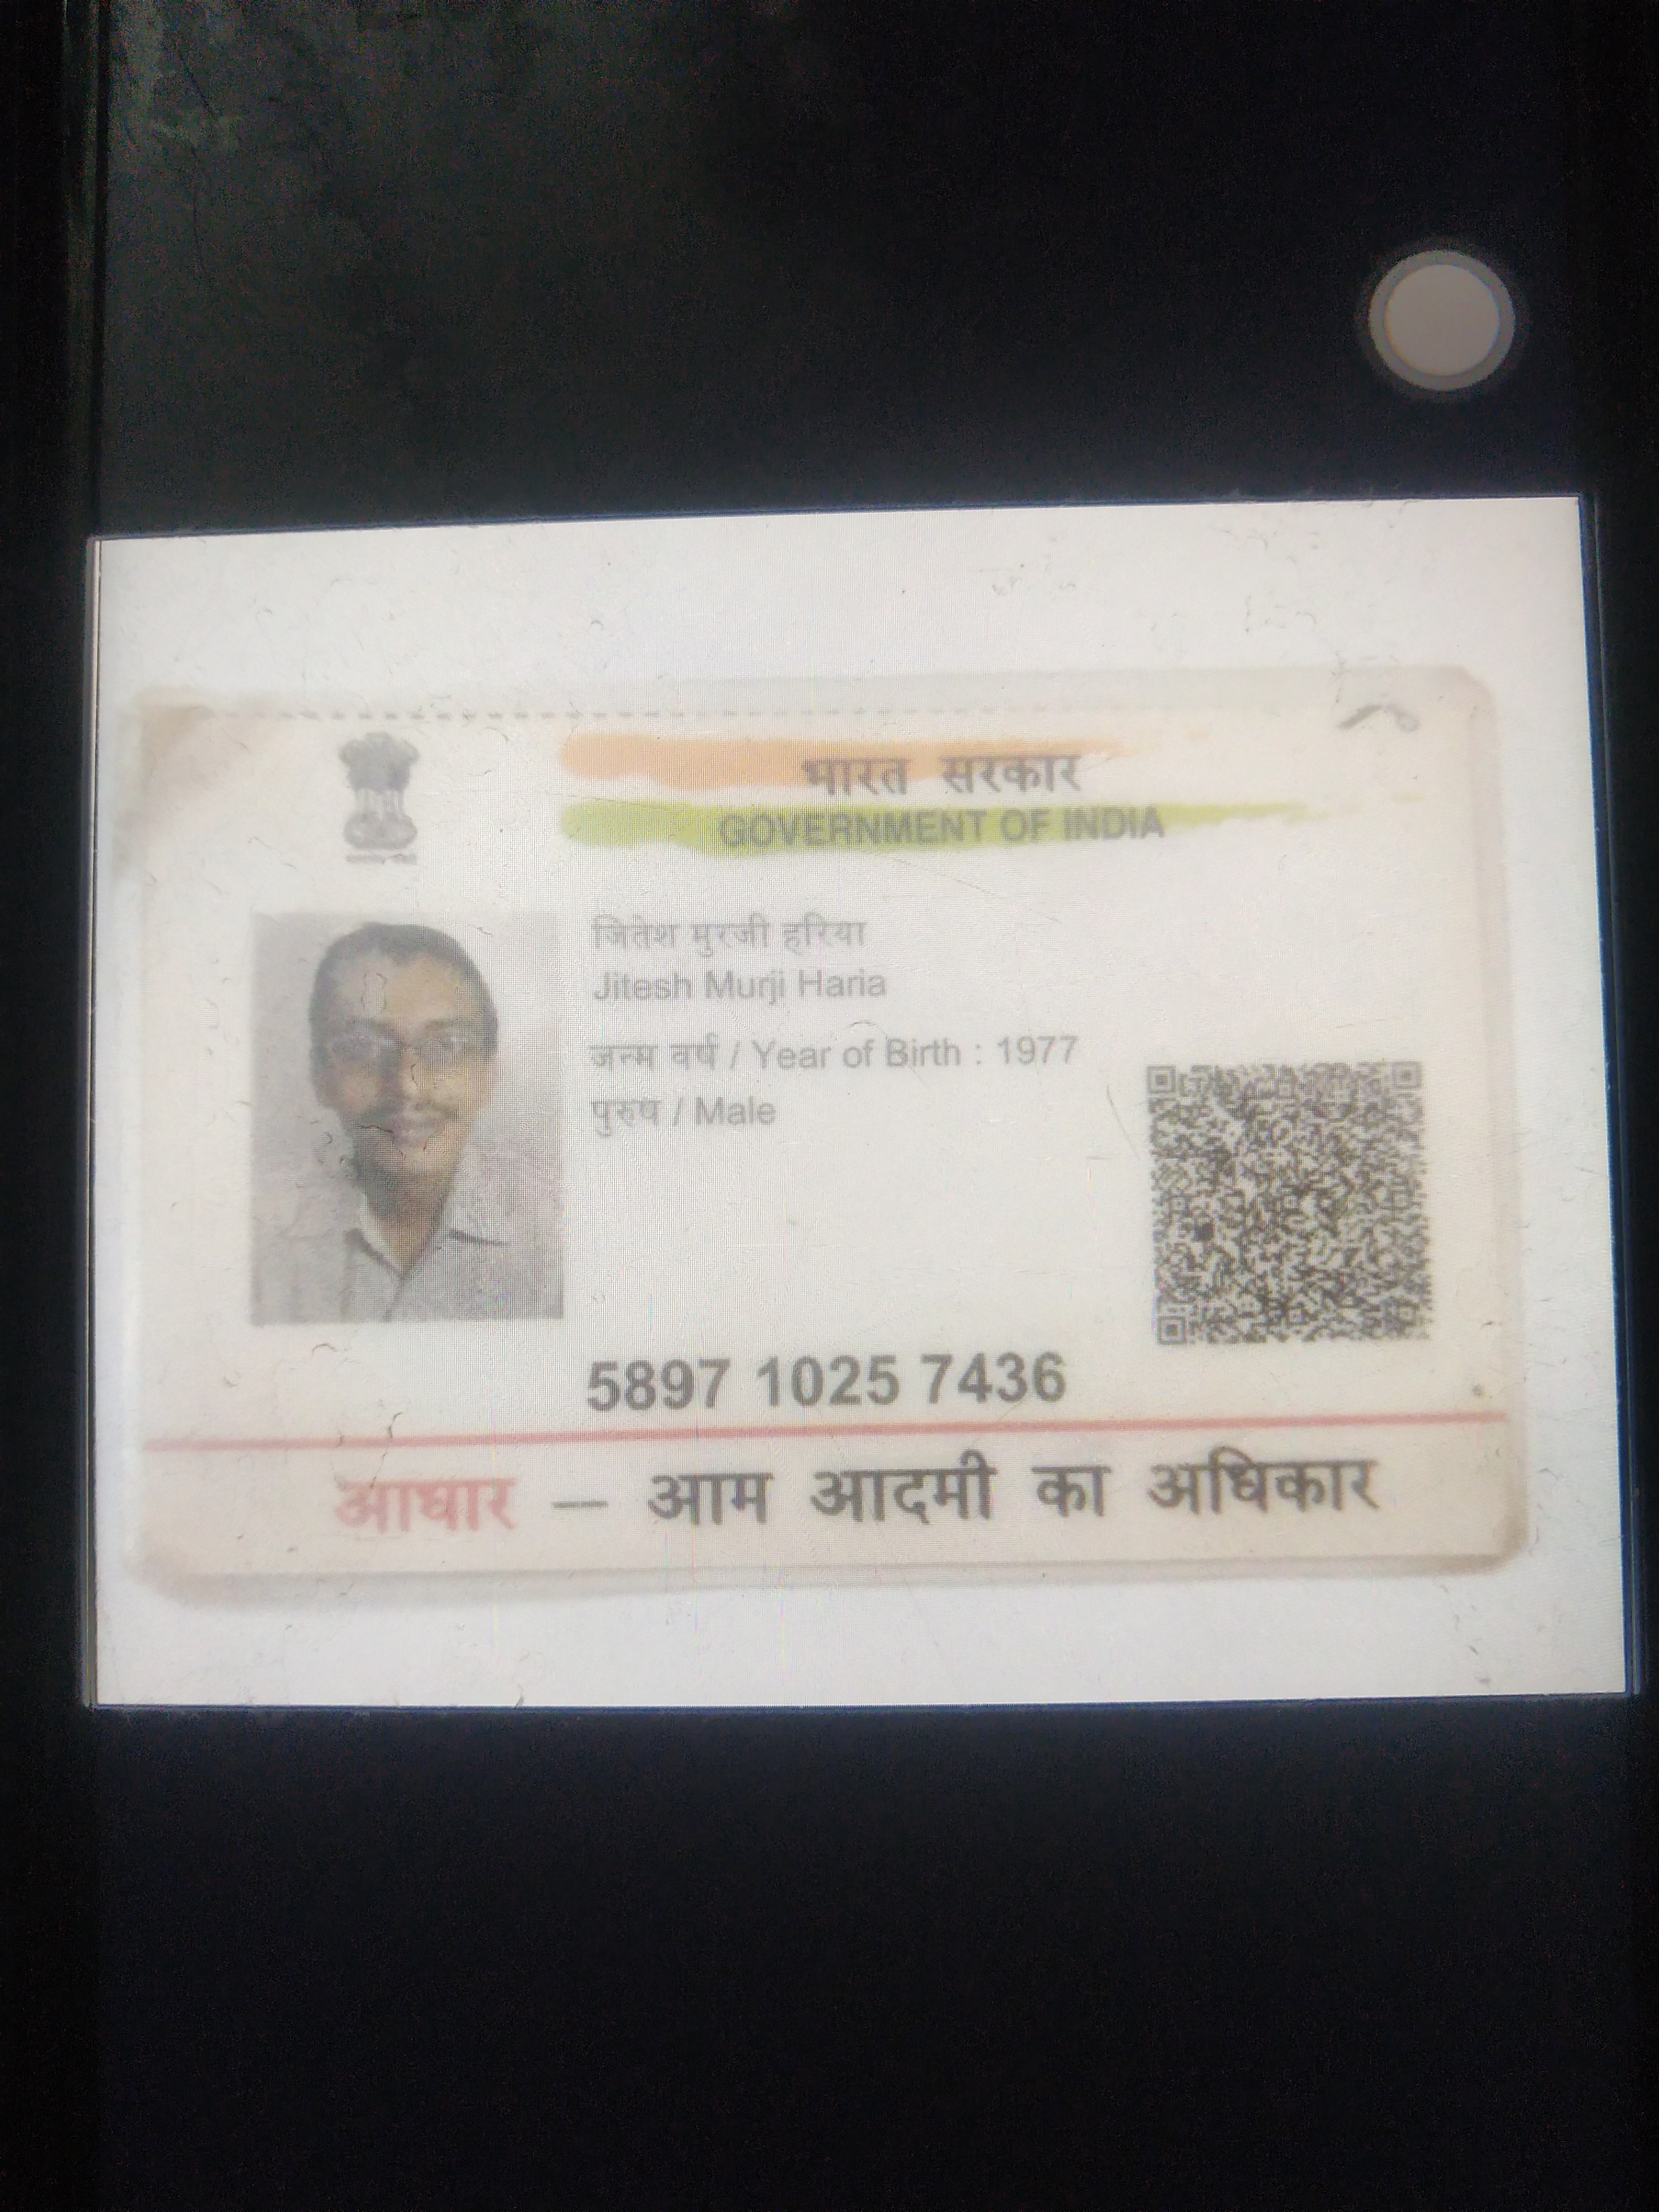 भारत सरकार
GOVERNMENT OF INDIA
जितेश मुरजी हरिया
Jitesh Murji Haria
जन्म वर्ष / Year of Birth : 1977
पुरुष / Male
5897 1025 7436
आधार — आम आदमी का अधिकार